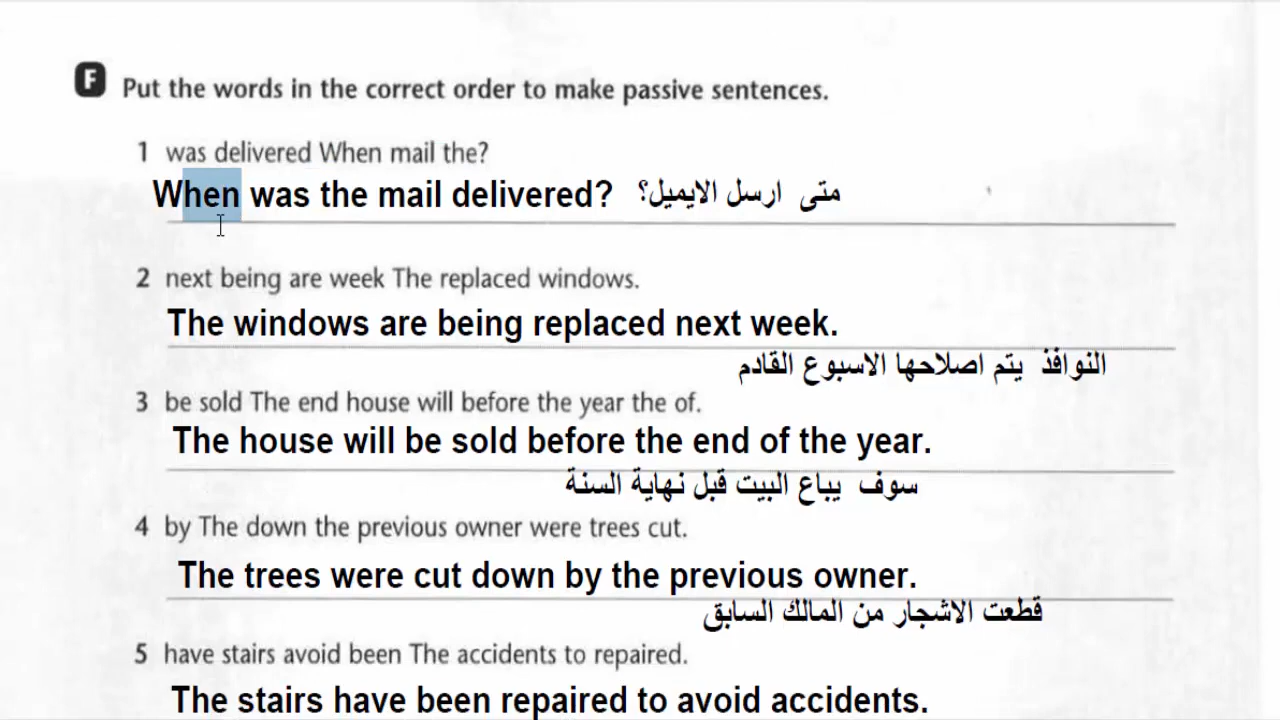 F Put the words in the correct order to make passive sentences.
1 was delivered When mail the?
When was the mail delivered? متى ارسل الايميل؟
2 next being are week The replaced windows.
The windows are being replaced next week.
النوافذ يتم اصلاحها الاسبوع القادم
3 be sold The end house will before the year the of.
The house will be sold before the end of the year.
سوف يباع البيت قبل نهاية السنة
4 by The down the previous owner were trees cut.
The trees were cut down by the previous owner.
قطعت الاشجار من المالك السابق
5 have stairs avoid been The accidents to repaired.
The stairs have been repaired to avoid accidents.